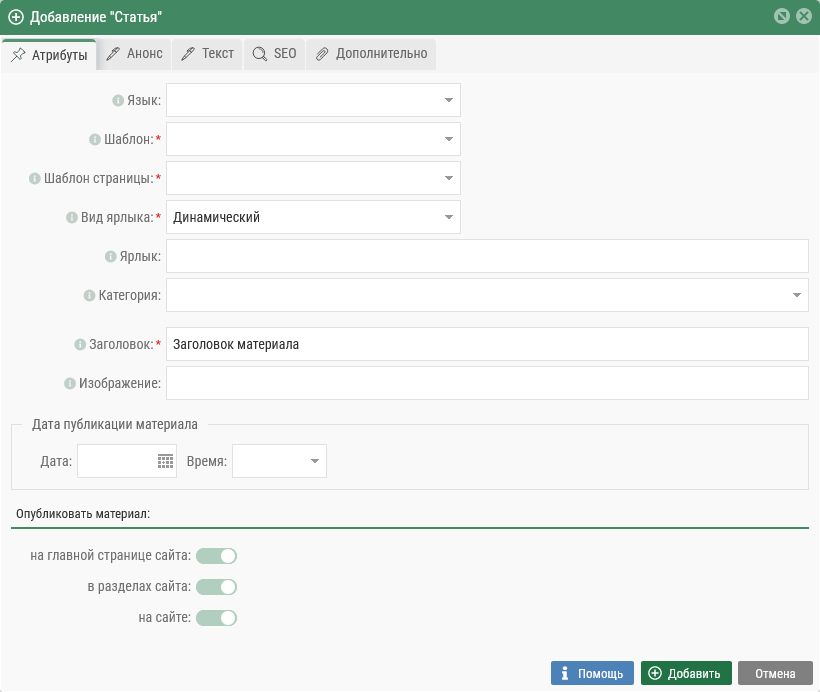 Добавление "Статья"
Атрибуты Анонс Текст SEO Дополнительно
Язык:
Шаблон:*
Шаблон страницы:*
Вид ярлыка:* Динамический
Ярлык:
Категория:
Заголовок:* Заголовок материала
Изображение:
Дата публикации материала
Дата: Время:
Опубликовать материал:
на главной странице сайта:
в разделах сайта:
на сайте:
Помощь Добавить Отмена